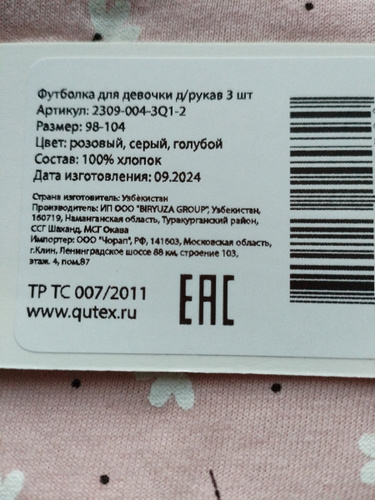 Футболка для девочки д/рукав 3 шт
Артикул: 2309-004-3Q1-2
Размер: 98-104
Цвет: розовый, серый, голубой
Состав: 100% хлопок
Дата изготовления: 09.2024
Страна изготовитель: Узбекистан
Производитель: ИП ООО "BIRYUZA GROUP", Узбекистан,
160719, Наманганская область, Туракурганский район,
ССГ Шаханд, МСГ Окава
Импортер: ООО "Чорап", РФ, 141603, Московская область,
г.Клин, Ленинградское шоссе 88 км, строение 103,
этаж. 4, пом.87
ТР ТС 007/2011
www.qutex.ru
EAC